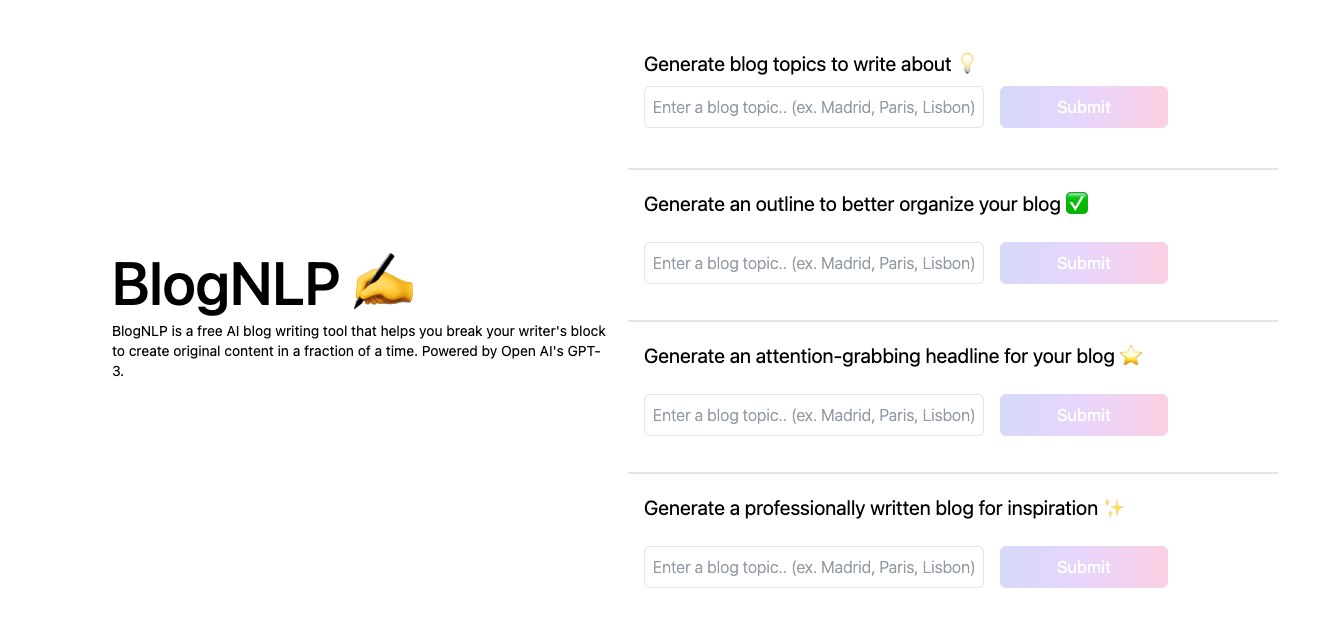 BlogNLP ✍️
BlogNLP is a free AI blog writing tool that helps you break your writer's block
to create original content in a fraction of a time. Powered by Open AI's GPT-
3.
Generate blog topics to write about 💡
Enter a blog topic.. (ex. Madrid, Paris, Lisbon)
Submit
Generate an outline to better organize your blog ✅
Enter a blog topic.. (ex. Madrid, Paris, Lisbon)
Submit
Generate an attention-grabbing headline for your blog ⭐
Enter a blog topic.. (ex. Madrid, Paris, Lisbon)
Submit
Generate a professionally written blog for inspiration ✨
Enter a blog topic.. (ex. Madrid, Paris, Lisbon)
Submit